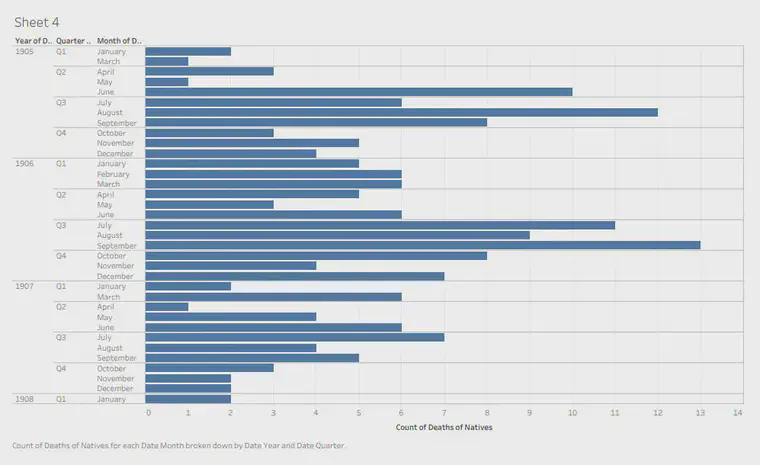 Sheet 4
Year of D.. Quarter .. Month of D..
1905 Q1 January
March
Q2 April
May
June
Q3 July
August
September
Q4 October
November
December
1906 Q1 January
February
March
Q2 April
May
June
Q3 July
August
September
Q4 October
November
December
1907 Q1 January
March
Q2 April
May
June
Q3 July
August
September
Q4 October
November
December
1908 Q1 January
0 1 2 3 4 5 6 7 8 9 10 11 12 13 14
Count of Deaths of Natives
Count of Deaths of Natives for each Date Month broken down by Date Year and Date Quarter.